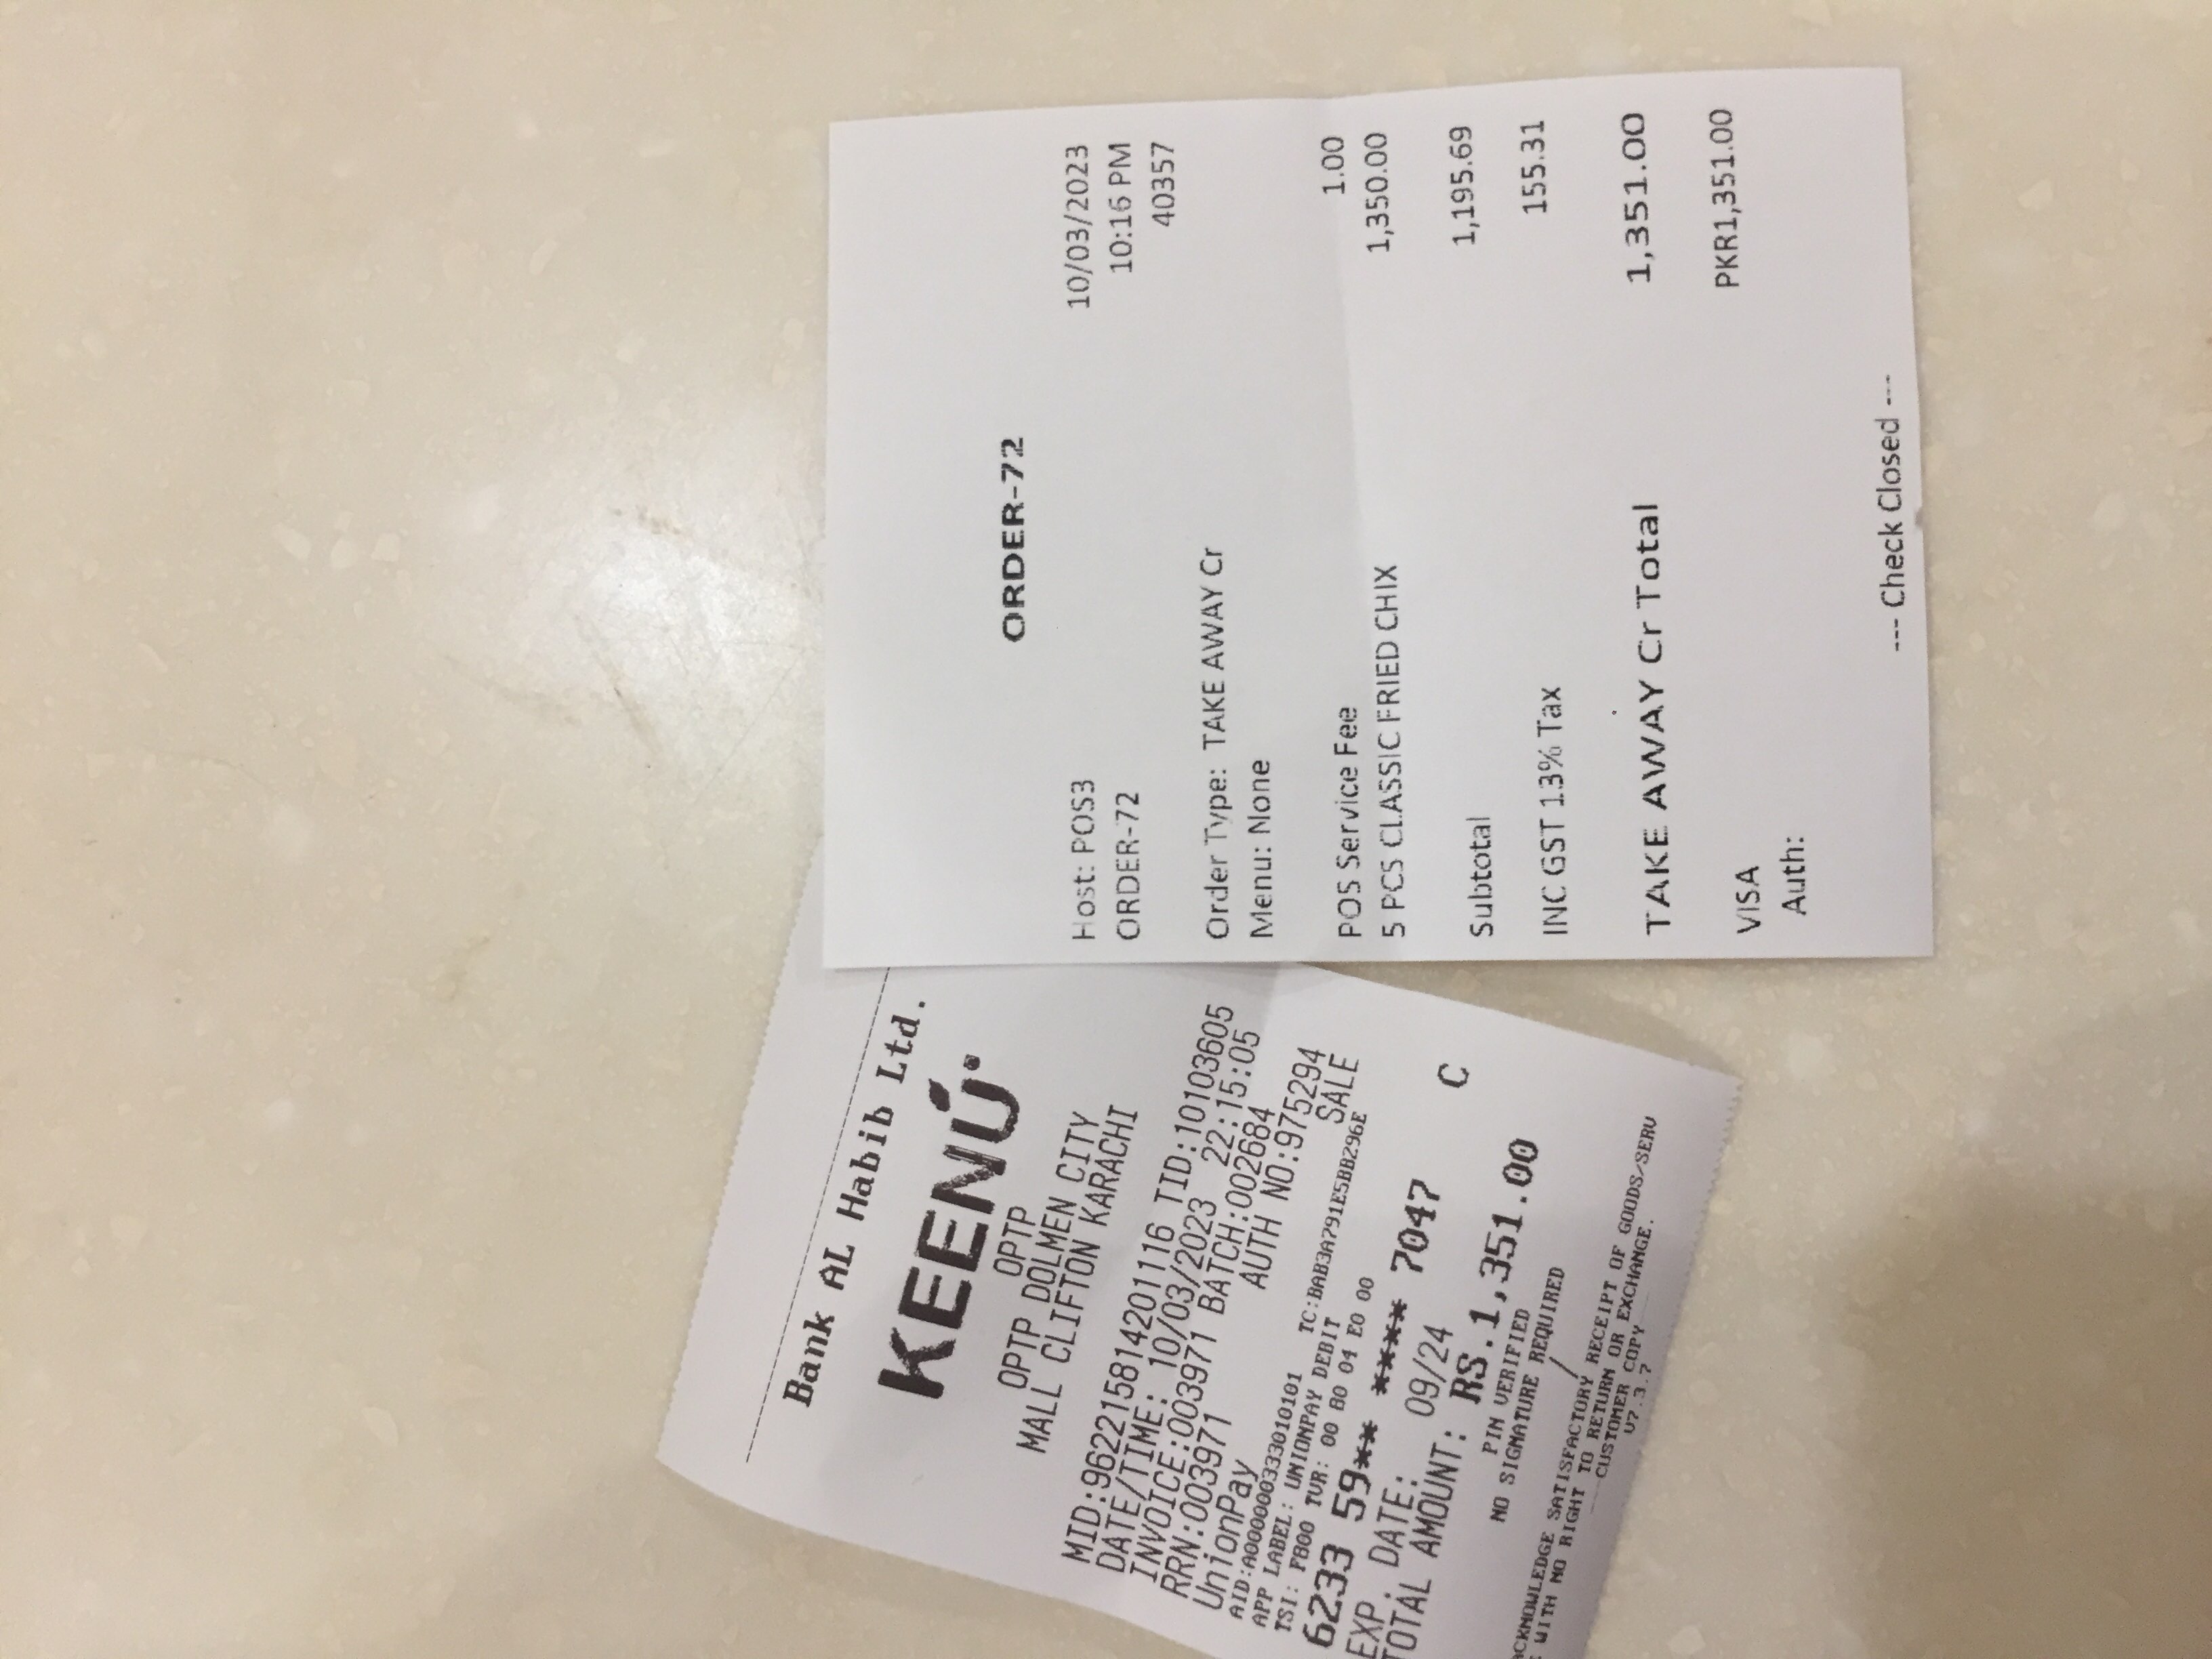 Bank AL Habib Ltd.
KEENU.
OPTP OPTP
OPTP DOLMEN CITY
MALL CLIFTON KARACHI
MID:962215814201116 TID:10103605
DATE/TIME: 10/03/2023 22:15:05
INVOICE:003971 BATCH:002684
RRN:003971 AUTH NO:975294
UnionPay SALE
AID:A000000333010101 TC:BAB3A791E5BB296E
APP LABEL: UNIONPAY DEBIT
TSI: F800 TVR: 00 80 04 E0 00
6233 59** **** 7047 C
EXP. DATE: 09/24
TOTAL AMOUNT: RS.1,351.00
PIN VERIFIED
NO SIGNATURE REQUIRED
ACKNOWLEDGE SATISFACTORY RECEIPT OF GOODS/SERV
WITH NO RIGHT TO RETURN OR EXCHANGE.
CUSTOMER COPY
V7.3.7
ORDER-72
Host: POS3 10/03/2023
ORDER-72 10:16 PM
40357
Order Type: TAKE AWAY Cr
Menu: None
POS Service Fee 1.00
5 PCS CLASSIC FRIED CHIX 1,350.00
Subtotal 1,195.69
INC GST 13% Tax 155.31
TAKE AWAY Cr Total 1,351.00
VISA PKR1,351.00
Auth:
--- Check Closed ---